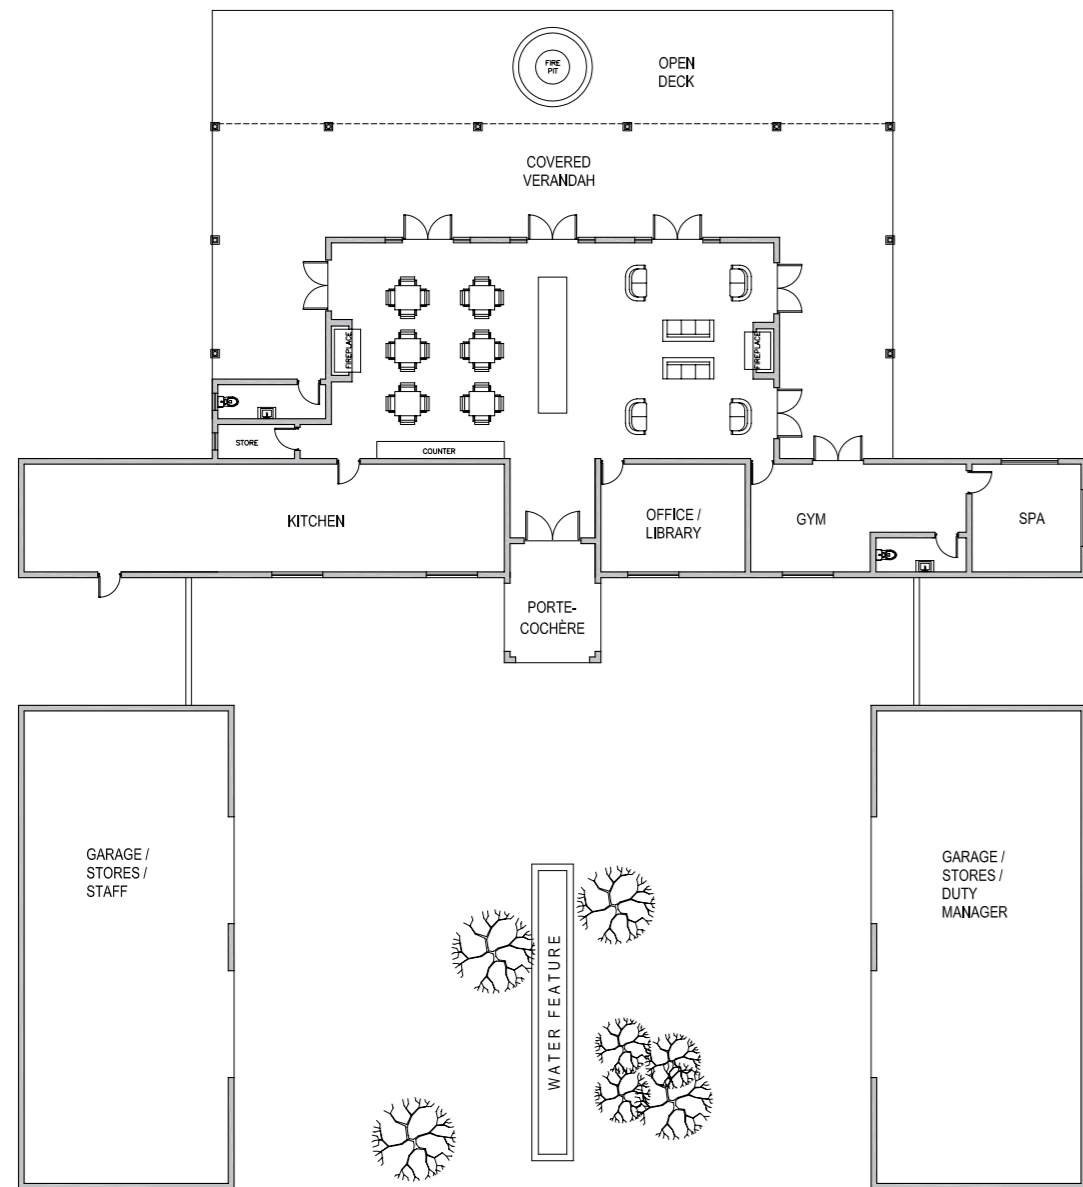 FIRE
PIT
OPEN
DECK
COVERED
VERANDAH
FIREPLACE
FIREPLACE
STORE
COUNTER
KITCHEN
OFFICE /
LIBRARY
GYM
SPA
PORTE-
COCHÈRE
GARAGE /
STORES /
STAFF
GARAGE /
STORES /
DUTY
MANAGER
WATER FEATURE